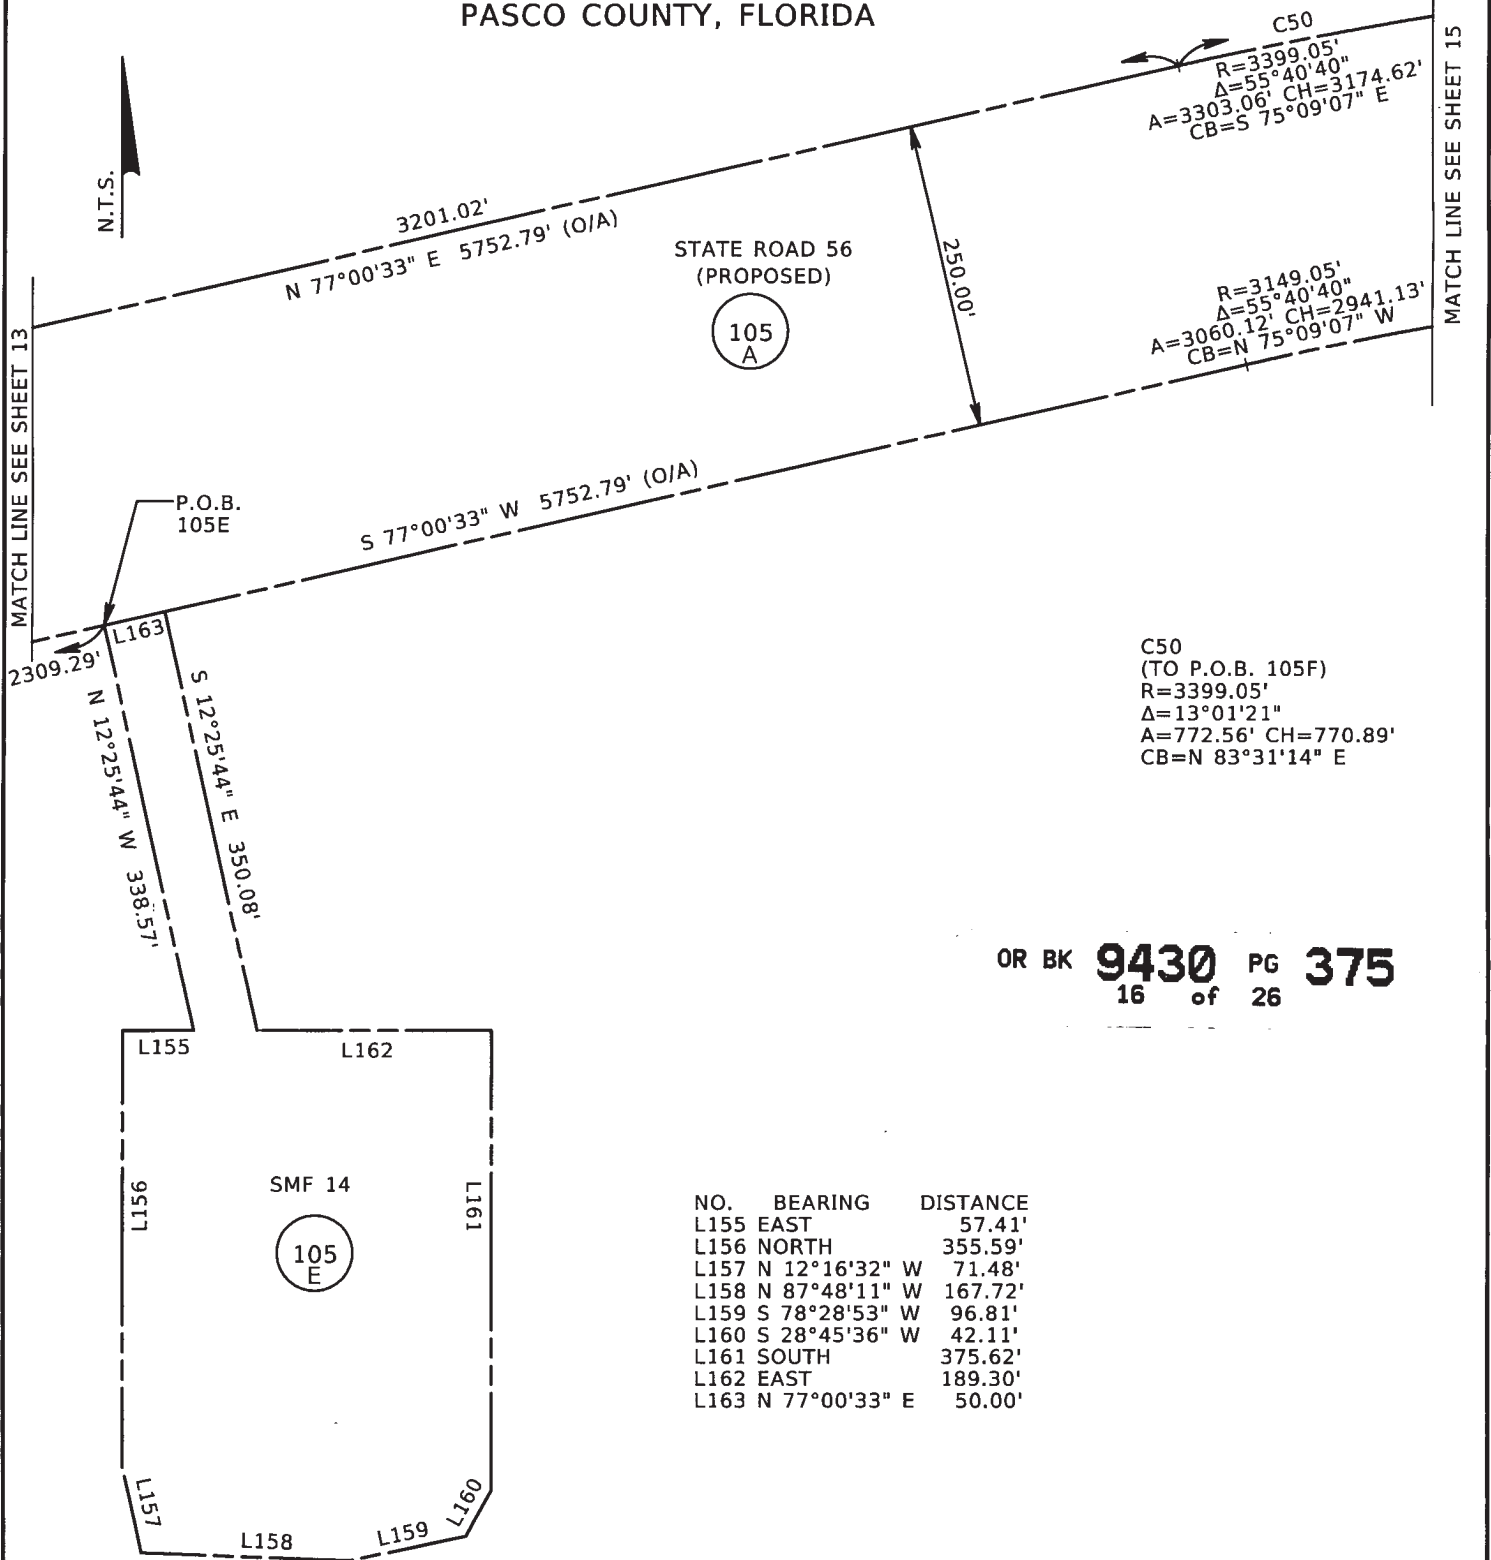 PASCO COUNTY, FLORIDA
C50
R=3399.05'
Δ=55°40'40"
A=3303.06' CH=3174.62'
CB=S 75°09'07" E
MATCH LINE SEE SHEET 15
N.T.S.
3201.02'
N 77°00'33" E 5752.79' (O/A)
STATE ROAD 56
(PROPOSED)
105
A
250.00'
R=3149.05'
Δ=55°40'40"
A=3060.12' CH=2941.13'
CB=N 75°09'07" W
MATCH LINE SEE SHEET 13
P.O.B.
105E
S 77°00'33" W 5752.79' (O/A)
L163
2309.29'
N 12°25'44" W 338.57'
S 12°25'44" E 350.08'
C50
(TO P.O.B. 105F)
R=3399.05'
Δ=13°01'21"
A=772.56' CH=770.89'
CB=N 83°31'14" E
OR BK 9430 PG 375
16 of 26
L155
L162
L156
SMF 14
105
E
L161
L157
L158
L159
L160
NO. BEARING DISTANCE
L155 EAST 57.41'
L156 NORTH 355.59'
L157 N 12°16'32" W 71.48'
L158 N 87°48'11" W 167.72'
L159 S 78°28'53" W 96.81'
L160 S 28°45'36" W 42.11'
L161 SOUTH 375.62'
L162 EAST 189.30'
L163 N 77°00'33" E 50.00'